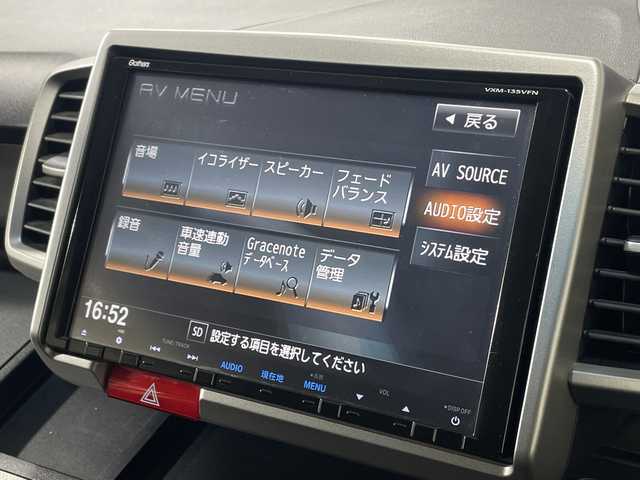 Gathers
VXM-135VFN
AV MENU
戻る
音場
イコライザー
スピーカー
フェード
バランス
AV SOURCE
AUDIO設定
システム設定
録音
車速連動
音量
Gracenote
データベース
データ
管理
16:52
SD
設定する項目を選択してください
TUNE/TRACK
AUDIO
現在地
MENU
VOL
DISP OFF